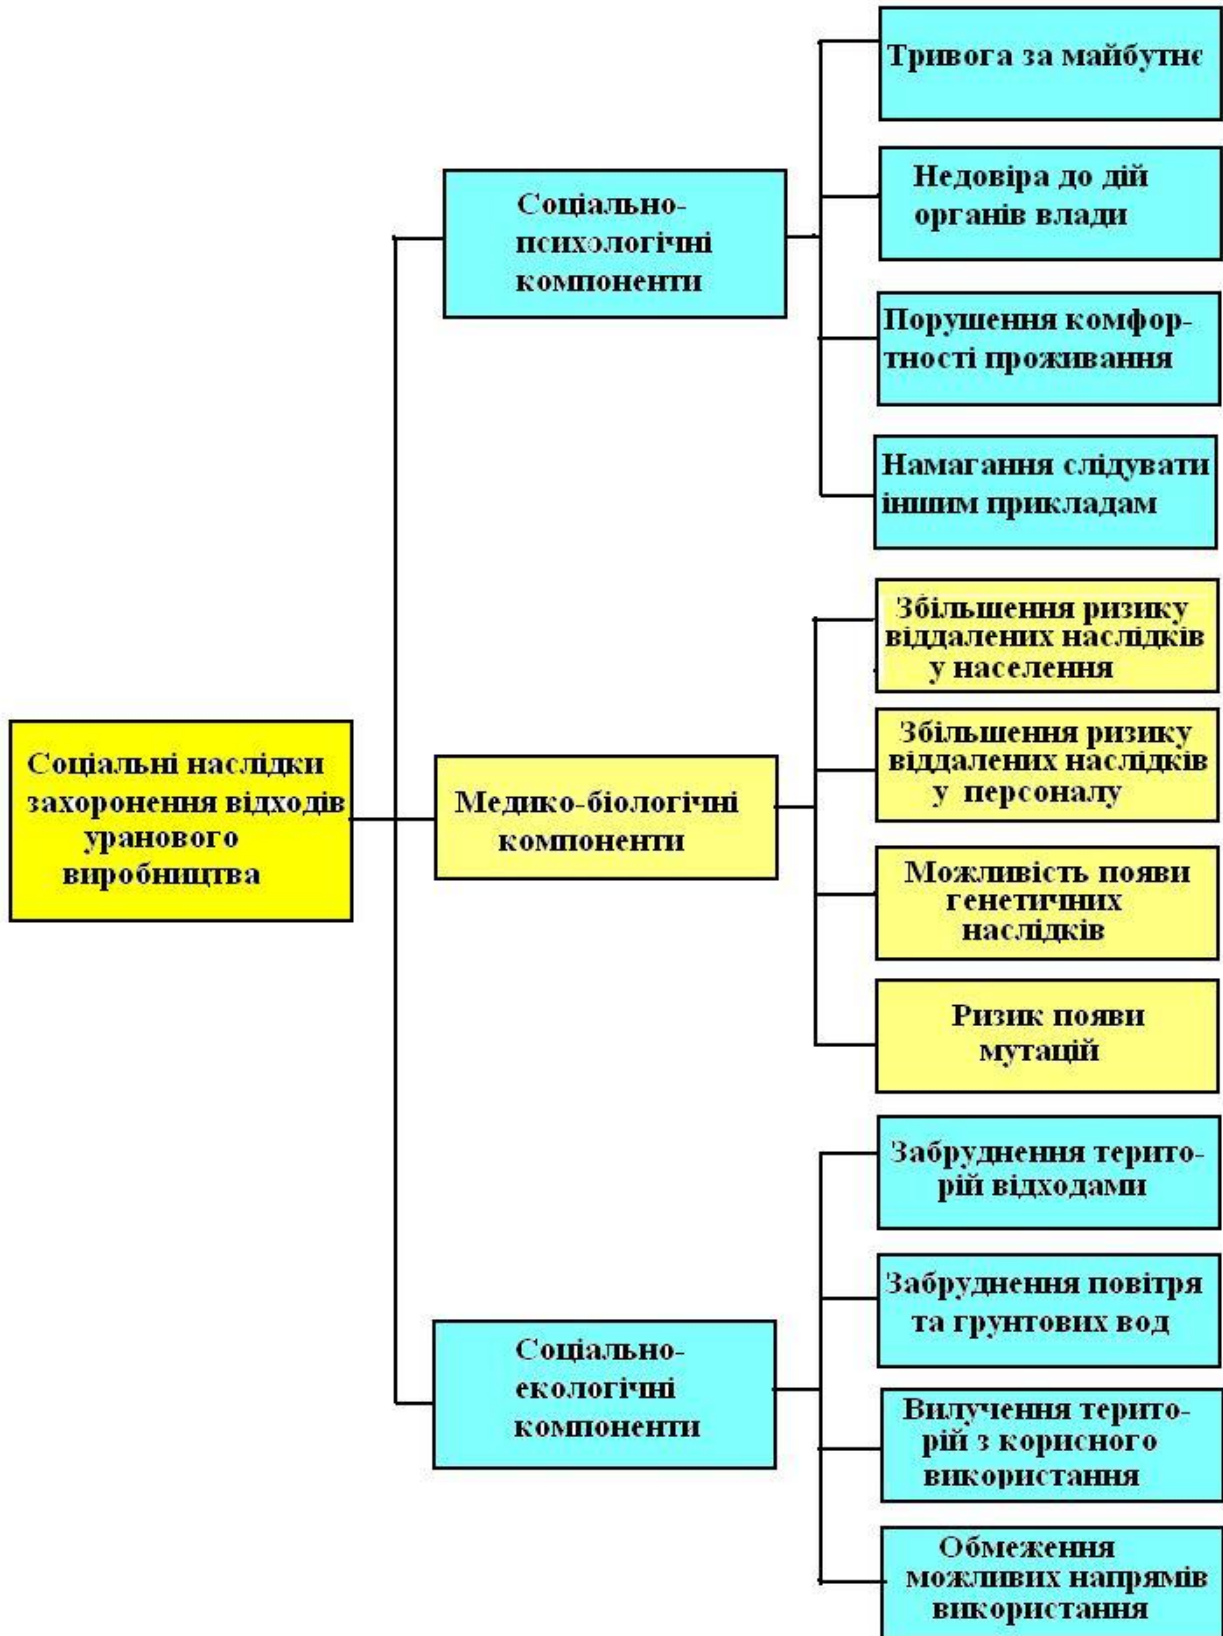 Тривога за майбутнє
Недовіра до дій
органів влади
Соціально-
психологічні
компоненти
Порушення комфор-
тності проживання
Намагання слідувати
іншим прикладам
Збільшення ризику
віддалених наслідків
у населення
Збільшення ризику
віддалених наслідків
у персоналу
Соціальні наслідки
захоронення відходів
уранового
виробництва
Медико-біологічні
компоненти
Можливість появи
генетичних
наслідків
Ризик появи
мутацій
Забруднення терито-
рій відходами
Забруднення повітря
та грунтових вод
Соціально-
екологічні
компоненти
Вилучення терито-
рій з корисного
використання
Обмеження
можливих напрямів
використання